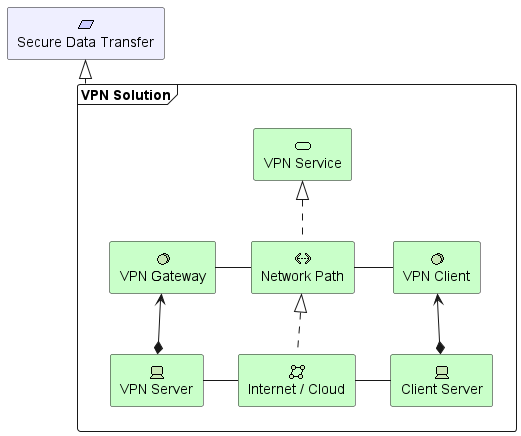 Secure Data Transfer
VPN Solution
VPN Service
VPN Gateway
Network Path
VPN Client
VPN Server
Internet / Cloud
Client Server